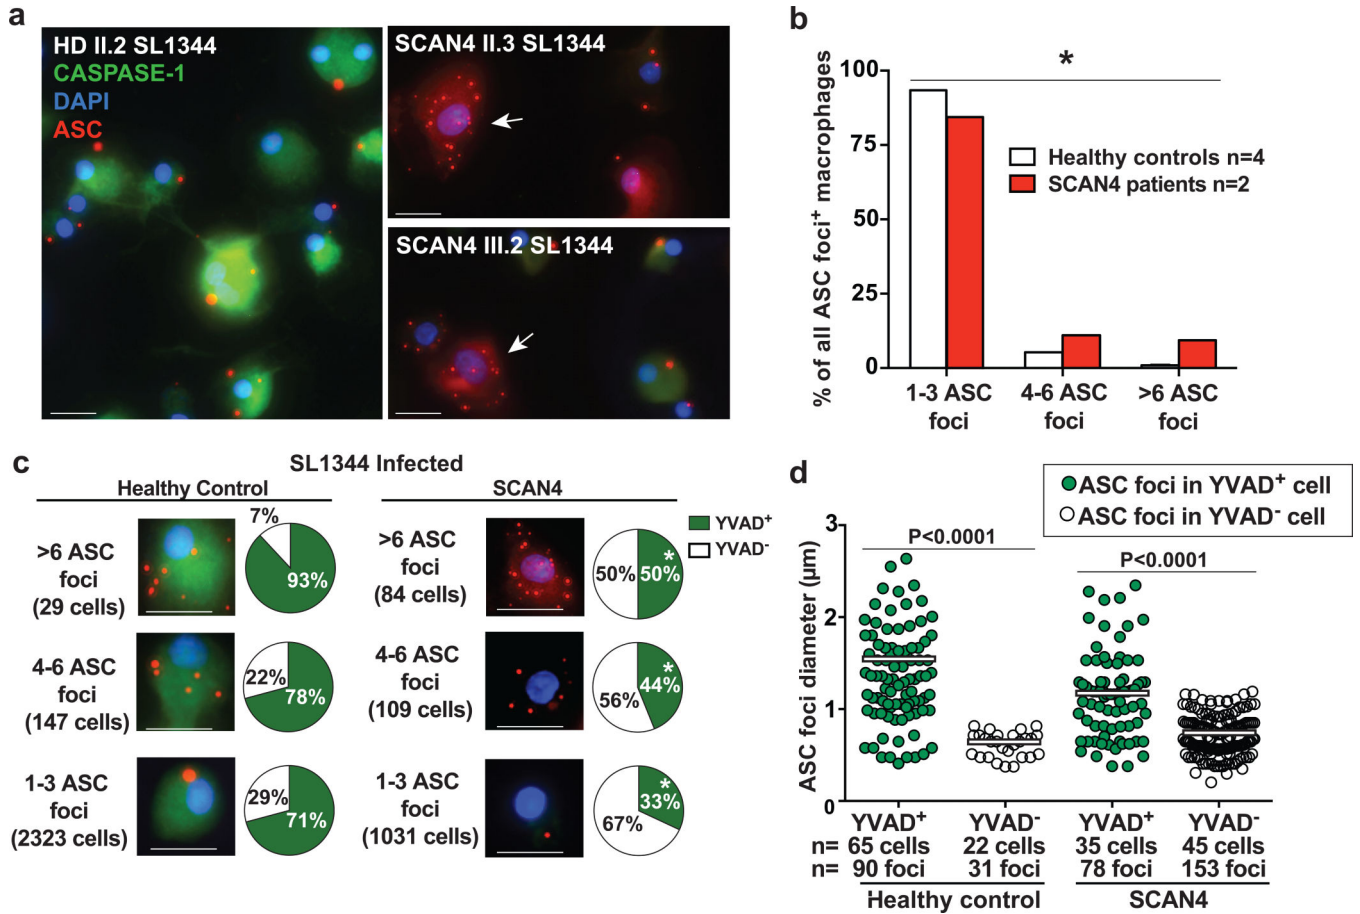 a
HD II.2 SL1344
CASPASE-1
DAPI
ASC
SCAN4 II.3 SL1344
SCAN4 III.2 SL1344
b
% of all ASC foci+ macrophages
100
75
50
25
0
*
Healthy controls n=4
SCAN4 patients n=2
1-3 ASC foci
4-6 ASC foci
>6 ASC foci
c
SL1344 Infected
Healthy Control
SCAN4
YVAD+
YVAD-
>6 ASC
foci
(29 cells)
7%
93%
>6 ASC
foci
(84 cells)
50%
*
50%
4-6 ASC
foci
(147 cells)
22%
78%
4-6 ASC
foci
(109 cells)
56%
*
44%
1-3 ASC
foci
(2323 cells)
29%
71%
1-3 ASC
foci
(1031 cells)
67%
*
33%
d
ASC foci in YVAD+ cell
ASC foci in YVAD- cell
ASC foci diameter (µm)
3
2
1
0
P<0.0001
P<0.0001
YVAD+ YVAD- YVAD+ YVAD-
n= 65 cells 22 cells 35 cells 45 cells
n= 90 foci 31 foci 78 foci 153 foci
Healthy control SCAN4